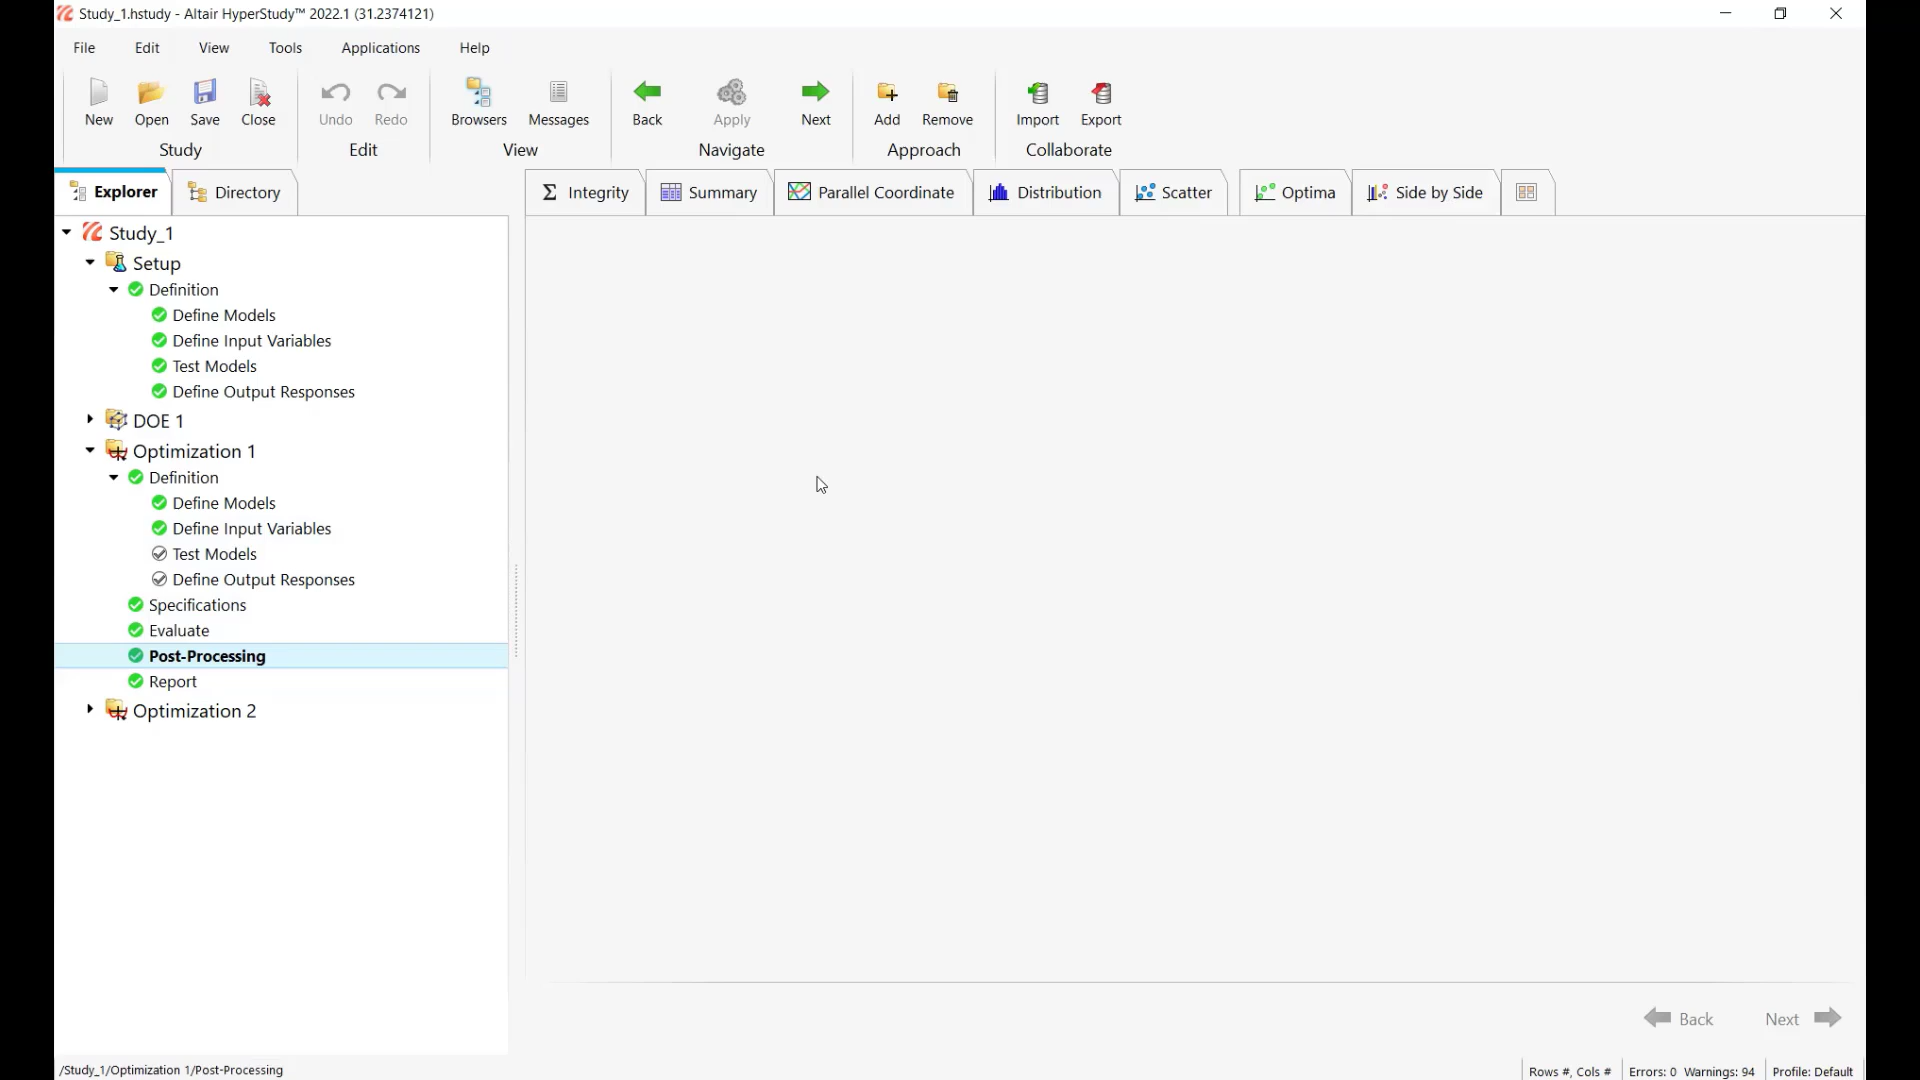 Study_1.hstudy - Altair HyperStudy™ 2022.1 (31.2374121)
File Edit View Tools Applications Help
New Open Save Close Undo Redo Browsers Messages Back Apply Next Add Remove Import Export
Study Edit View Navigate Approach Collaborate
Explorer Directory Σ Integrity Summary Parallel Coordinate Distribution Scatter Optima Side by Side
Study_1
Setup
Definition
Define Models
Define Input Variables
Test Models
Define Output Responses
DOE 1
Optimization 1
Definition
Define Models
Define Input Variables
Test Models
Define Output Responses
Specifications
Evaluate
Post-Processing
Report
Optimization 2
Back Next
/Study_1/Optimization 1/Post-Processing Rows #, Cols # Errors: 0 Warnings: 94 Profile: Default